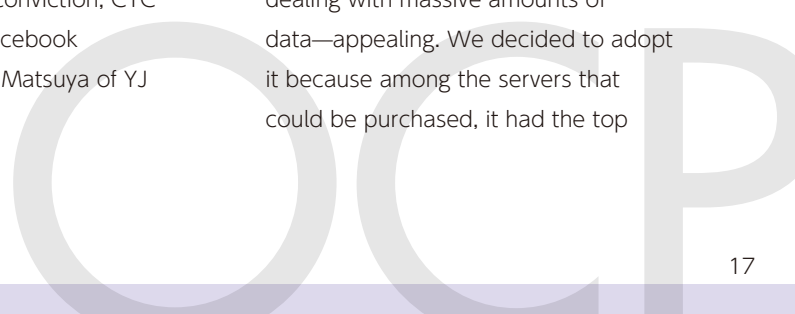 conviction, CTC
cebook
Matsuya of YJ
dealing with massive amounts of
data—appealing. We decided to adopt
it because among the servers that
could be purchased, it had the top
OCP
17